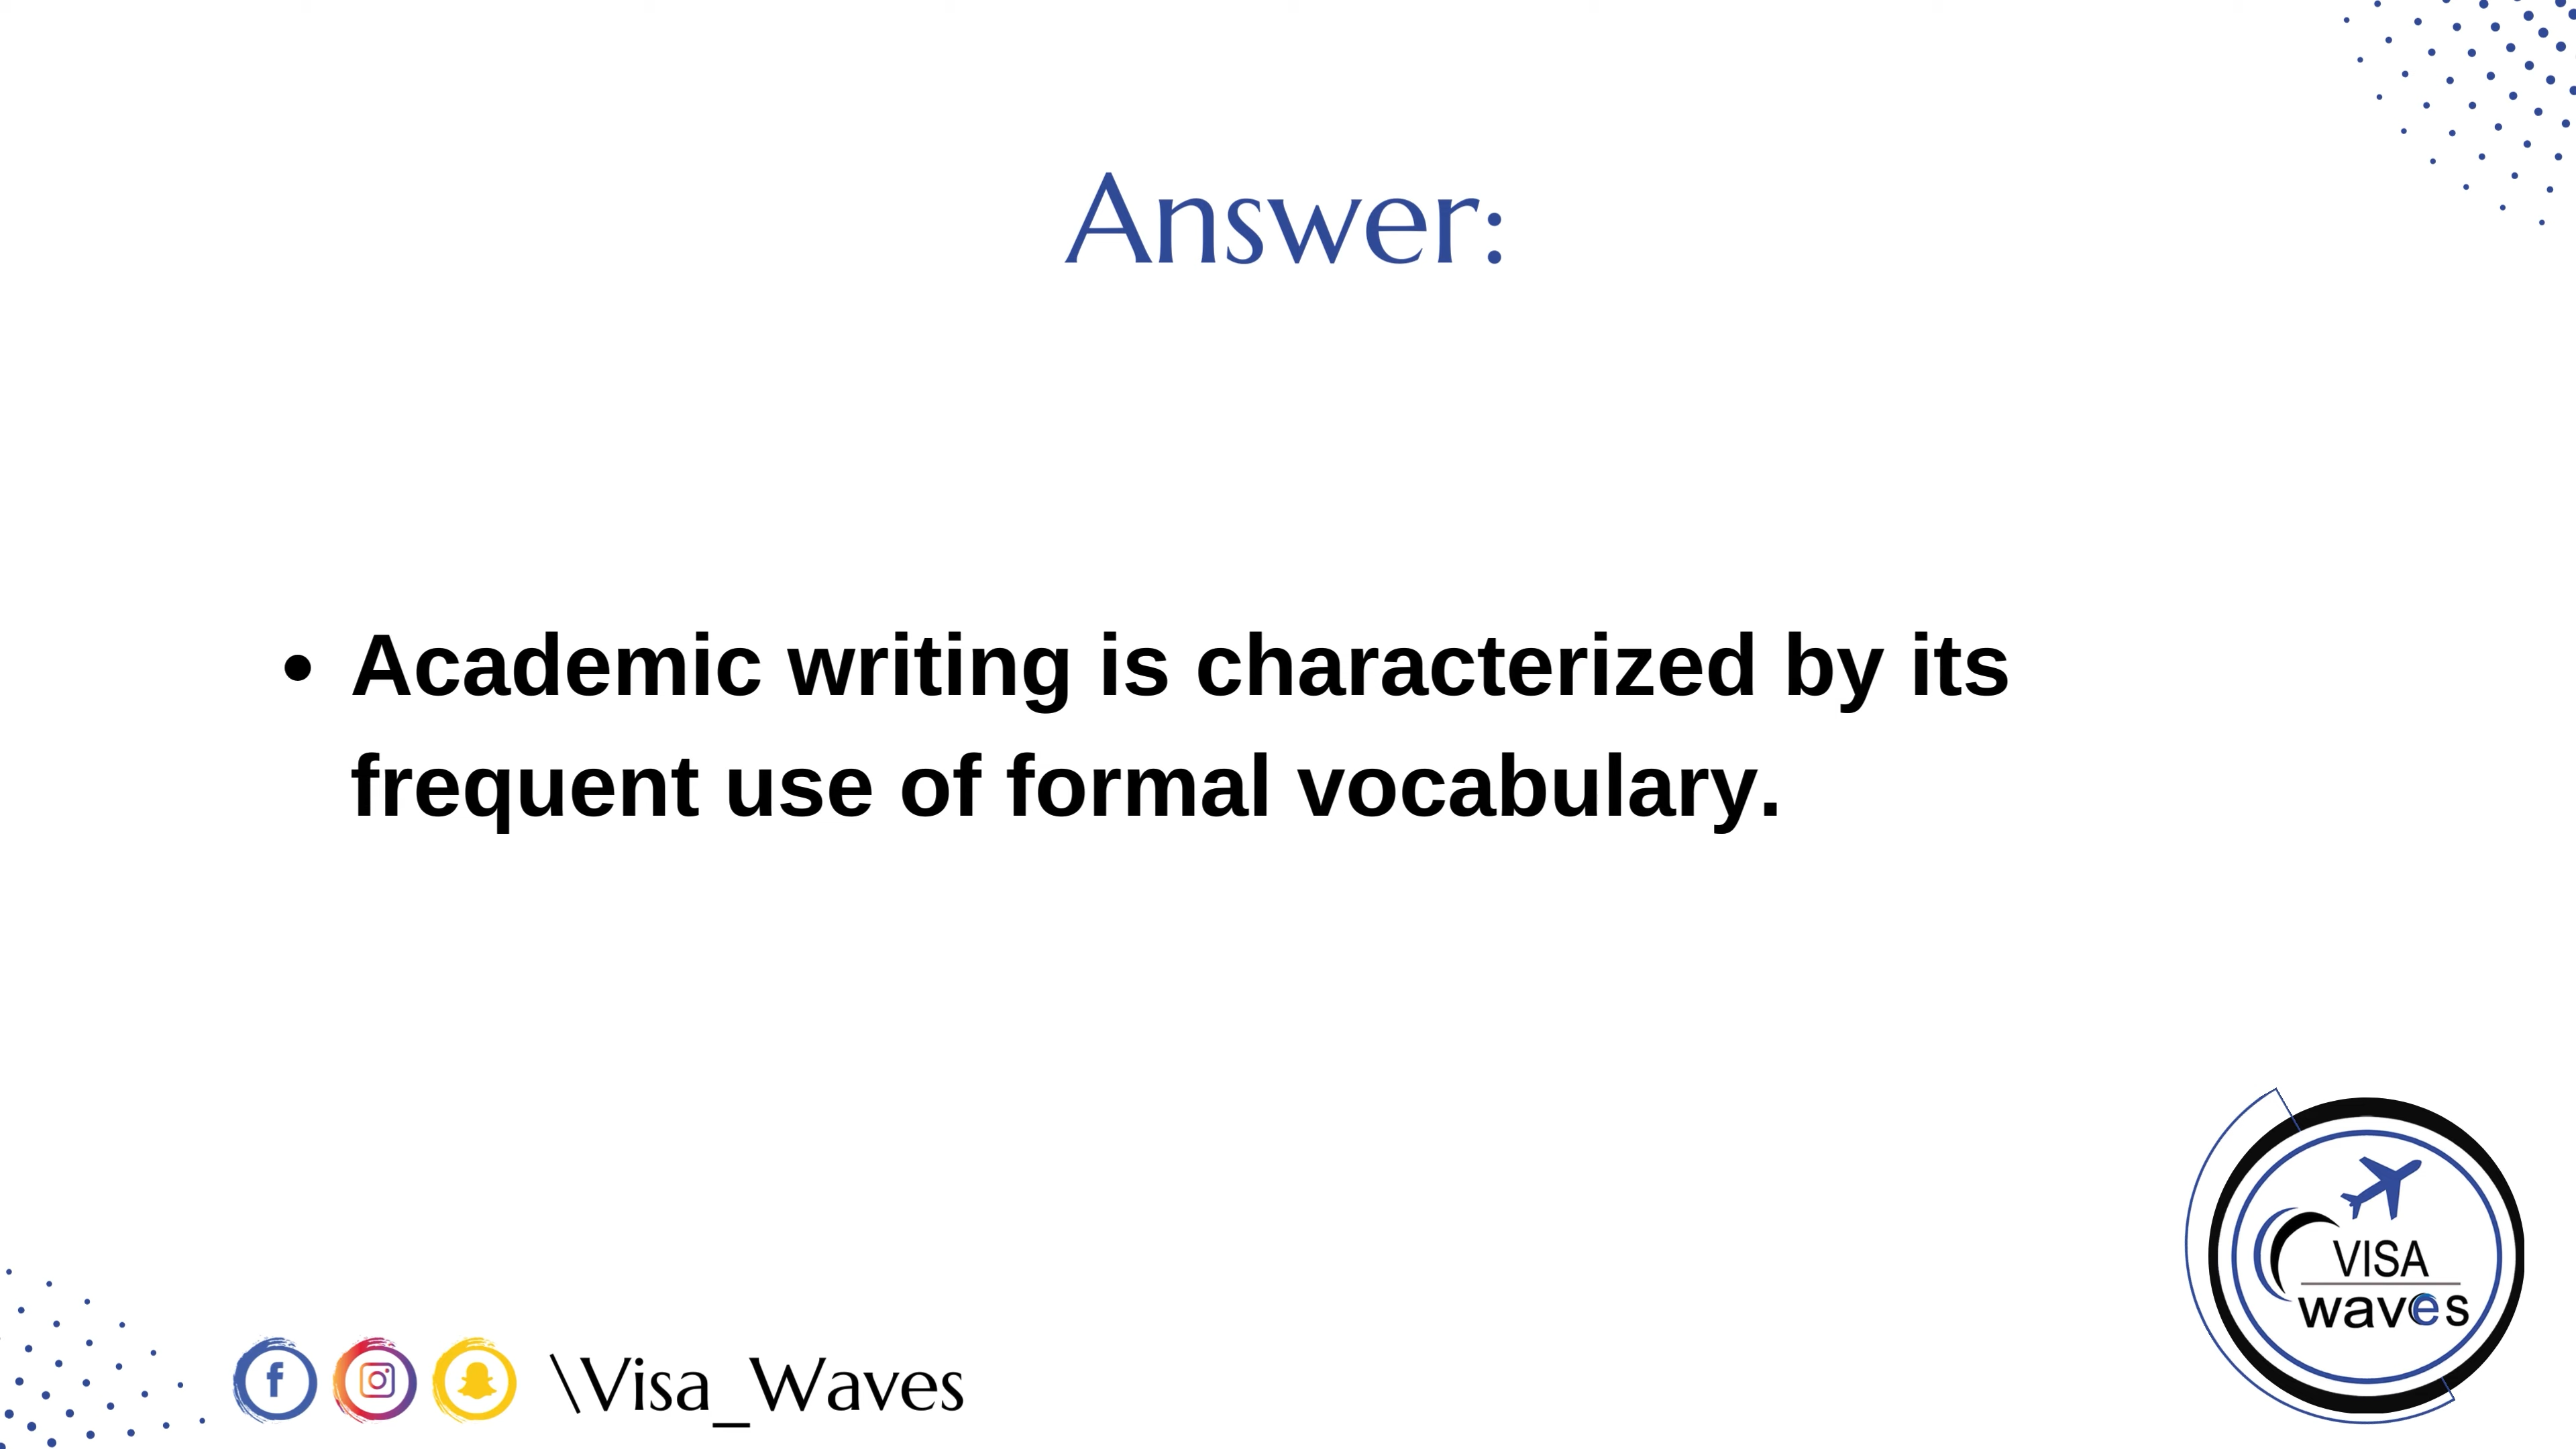 Answer:
• Academic writing is characterized by its
frequent use of formal vocabulary.
VISA
waves
\Visa_Waves